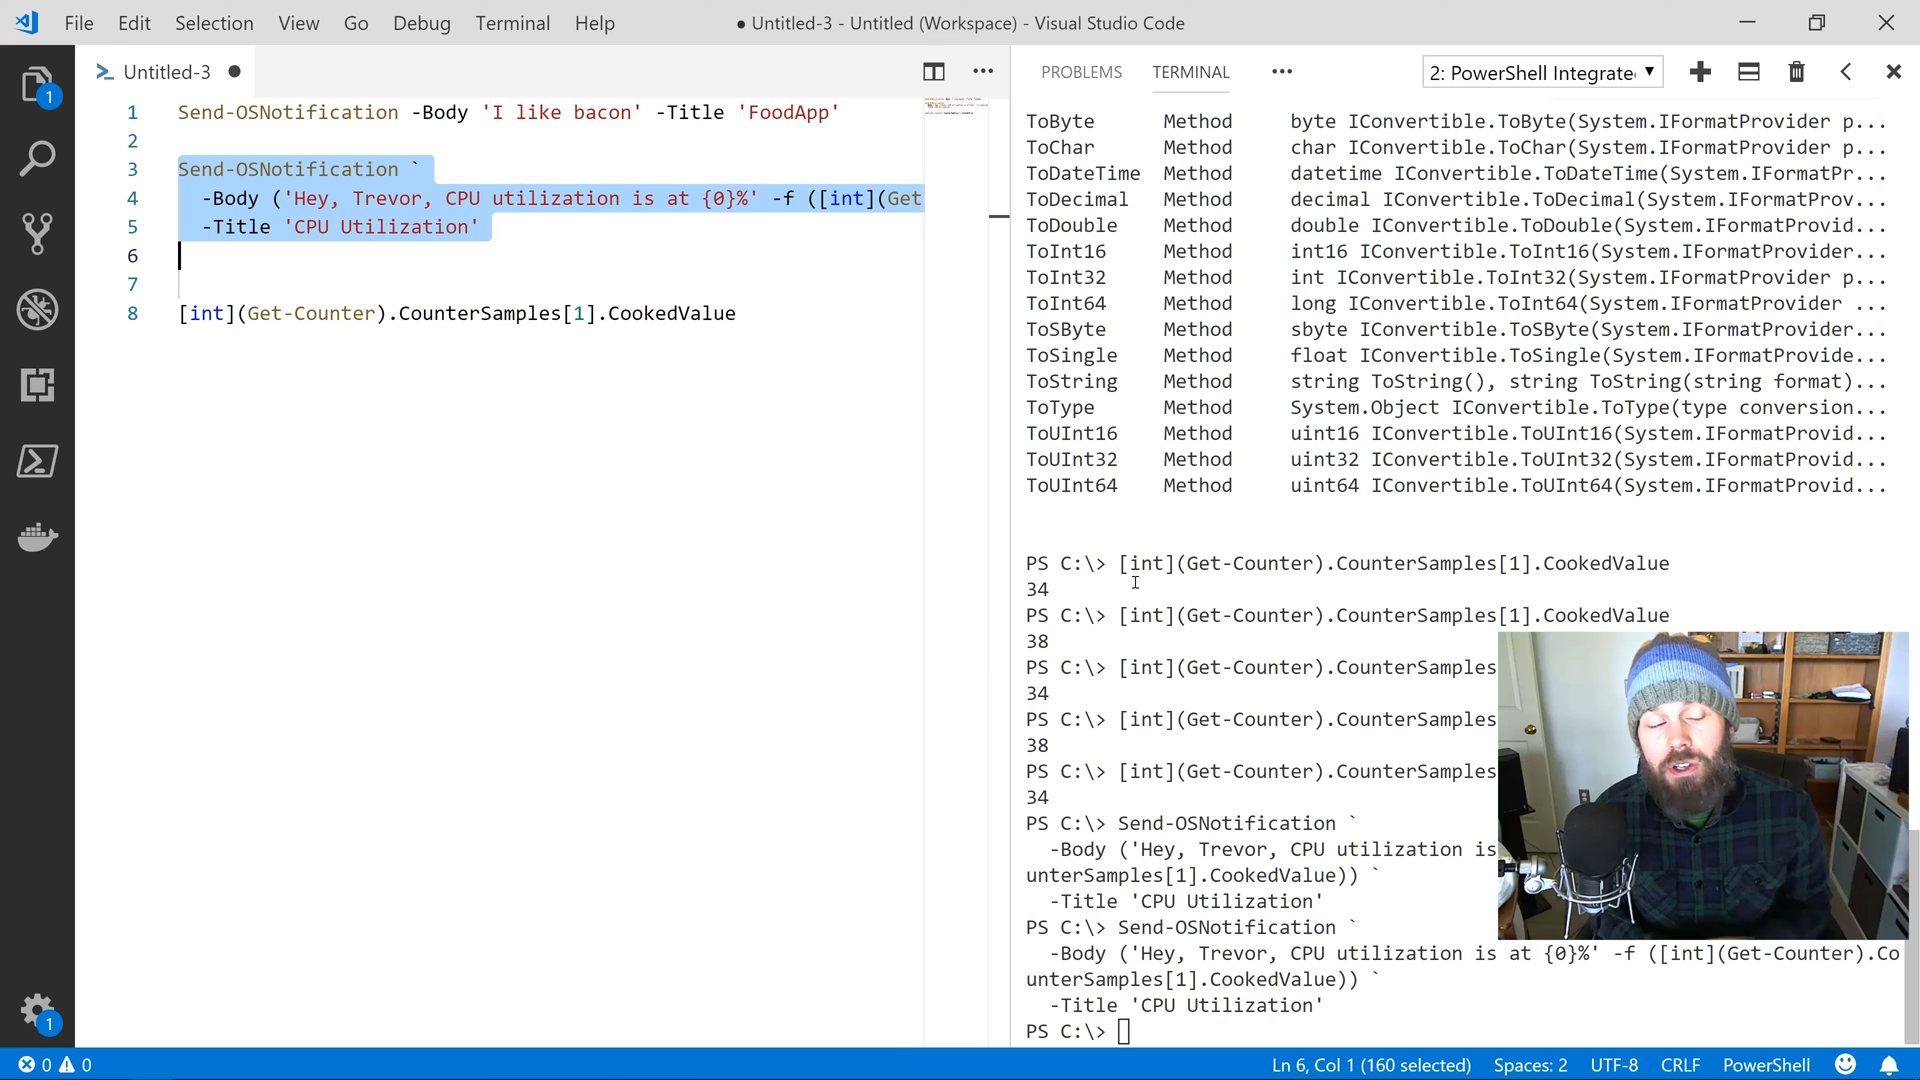 File Edit Selection View Go Debug Terminal Help
● Untitled-3 - Untitled (Workspace) - Visual Studio Code
Untitled-3 ●
1 Send-OSNotification -Body 'I like bacon' -Title 'FoodApp'
2
3 Send-OSNotification `
4 -Body ('Hey, Trevor, CPU utilization is at {0}%' -f ([int](Get
5 -Title 'CPU Utilization'
6
7
8 [int](Get-Counter).CounterSamples[1].CookedValue
1
1
PROBLEMS TERMINAL ••• 2: PowerShell Integrate
ToByte Method byte IConvertible.ToByte(System.IFormatProvider p...
ToChar Method char IConvertible.ToChar(System.IFormatProvider p...
ToDateTime Method datetime IConvertible.ToDateTime(System.IFormatPr...
ToDecimal Method decimal IConvertible.ToDecimal(System.IFormatProv...
ToDouble Method double IConvertible.ToDouble(System.IFormatProvid...
ToInt16 Method int16 IConvertible.ToInt16(System.IFormatProvider...
ToInt32 Method int IConvertible.ToInt32(System.IFormatProvider p...
ToInt64 Method long IConvertible.ToInt64(System.IFormatProvider ...
ToSByte Method sbyte IConvertible.ToSByte(System.IFormatProvider...
ToSingle Method float IConvertible.ToSingle(System.IFormatProvide...
ToString Method string ToString(), string ToString(string format)...
ToType Method System.Object IConvertible.ToType(type conversion...
ToUInt16 Method uint16 IConvertible.ToUInt16(System.IFormatProvid...
ToUInt32 Method uint32 IConvertible.ToUInt32(System.IFormatProvid...
ToUInt64 Method uint64 IConvertible.ToUInt64(System.IFormatProvid...
PS C:\> [int](Get-Counter).CounterSamples[1].CookedValue
34
PS C:\> [int](Get-Counter).CounterSamples[1].CookedValue
38
PS C:\> [int](Get-Counter).CounterSamples
34
PS C:\> [int](Get-Counter).CounterSamples
38
PS C:\> [int](Get-Counter).CounterSamples
34
PS C:\> Send-OSNotification `
-Body ('Hey, Trevor, CPU utilization is
unterSamples[1].CookedValue)) `
-Title 'CPU Utilization'
PS C:\> Send-OSNotification `
-Body ('Hey, Trevor, CPU utilization is at {0}%' -f ([int](Get-Counter).Co
unterSamples[1].CookedValue)) `
-Title 'CPU Utilization'
PS C:\>
0 0 Ln 6, Col 1 (160 selected) Spaces: 2 UTF-8 CRLF PowerShell